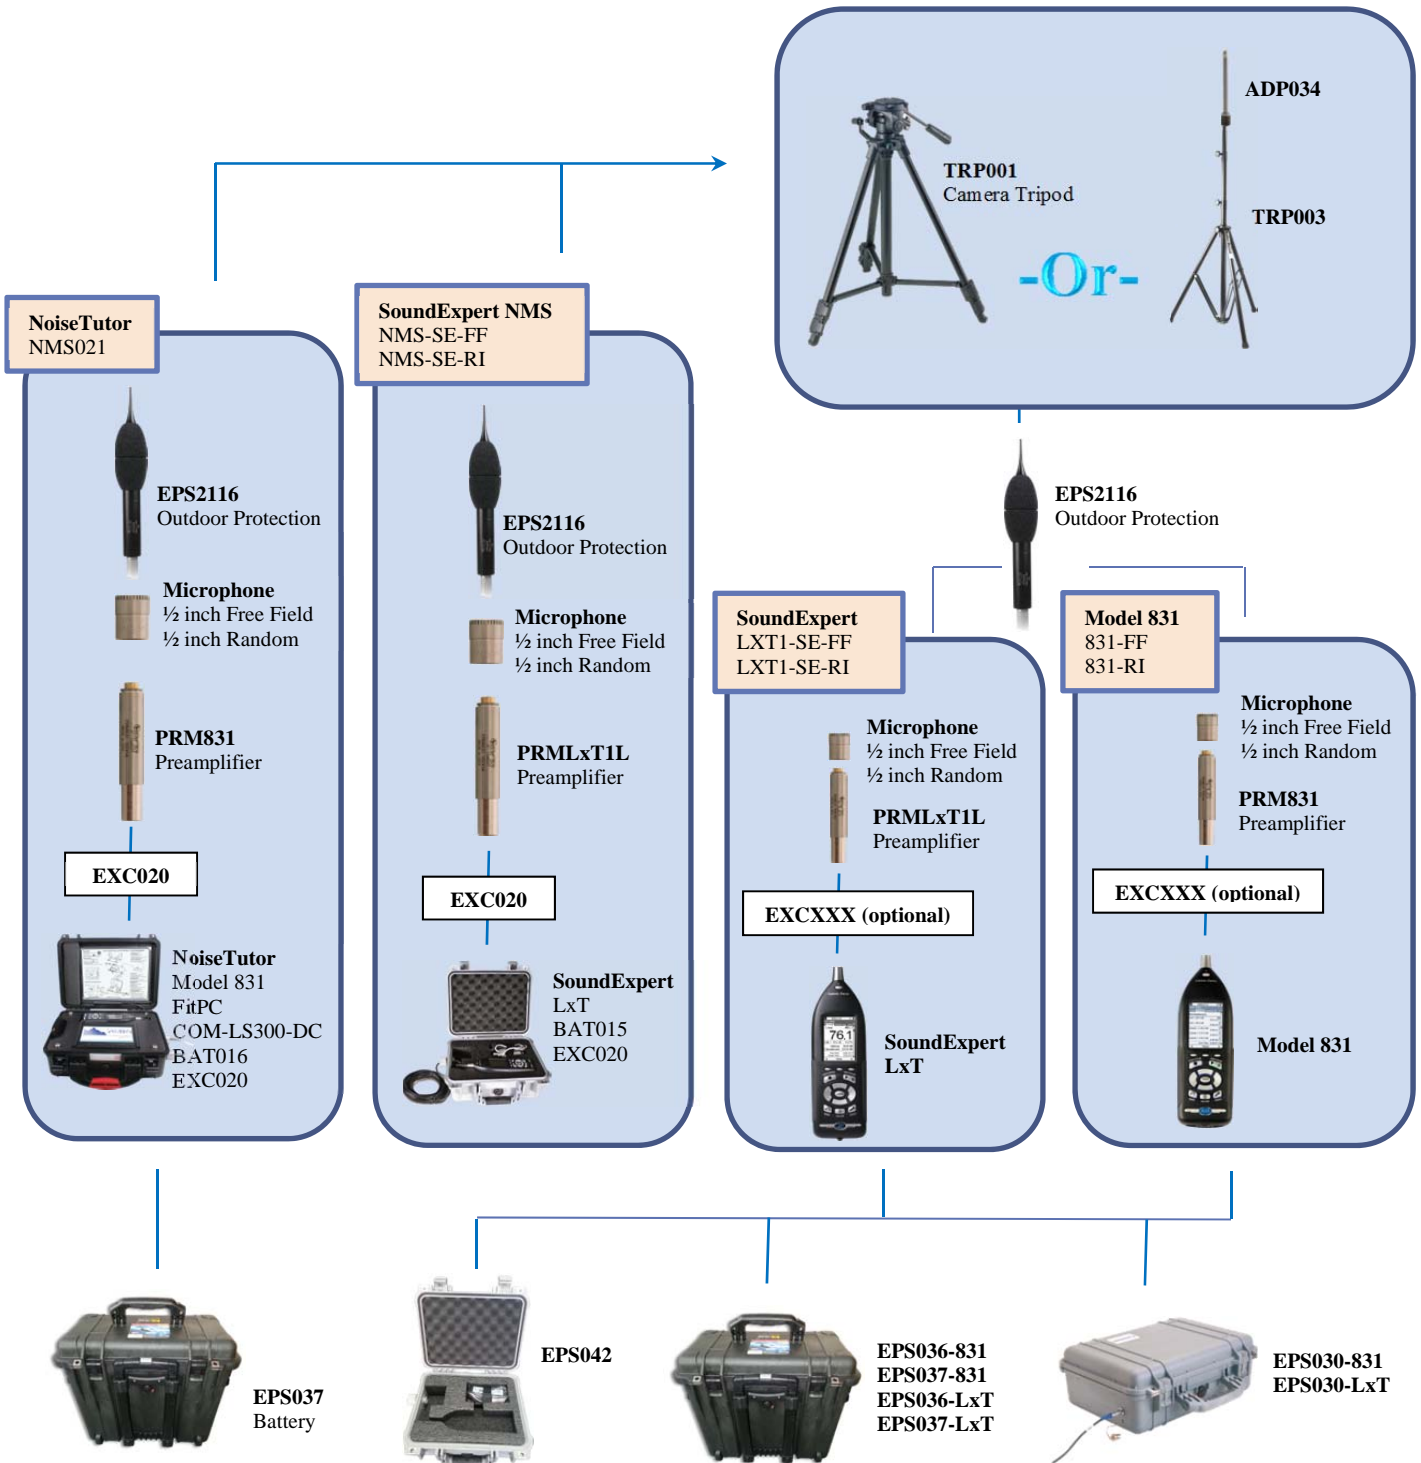 ADP034
TRP001
Camera Tripod
TRP003
-Or-
NoiseTutor
NMS021
EPS2116
Outdoor Protection
Microphone
½ inch Free Field
½ inch Random
PRM831
Preamplifier
EXC020
NoiseTutor
Model 831
FitPC
COM-LS300-DC
BAT016
EXC020
SoundExpert NMS
NMS-SE-FF
NMS-SE-RI
EPS2116
Outdoor Protection
Microphone
½ inch Free Field
½ inch Random
PRMLxT1L
Preamplifier
EXC020
SoundExpert
LxT
BAT015
EXC020
EPS2116
Outdoor Protection
SoundExpert
LXT1-SE-FF
LXT1-SE-RI
Microphone
½ inch Free Field
½ inch Random
PRMLxT1L
Preamplifier
EXCXXX (optional)
76.1
SoundExpert
LxT
Model 831
831-FF
831-RI
Microphone
½ inch Free Field
½ inch Random
PRM831
Preamplifier
EXCXXX (optional)
Model 831
EPS037
Battery
EPS042
EPS036-831
EPS037-831
EPS036-LxT
EPS037-LxT
EPS030-831
EPS030-LxT